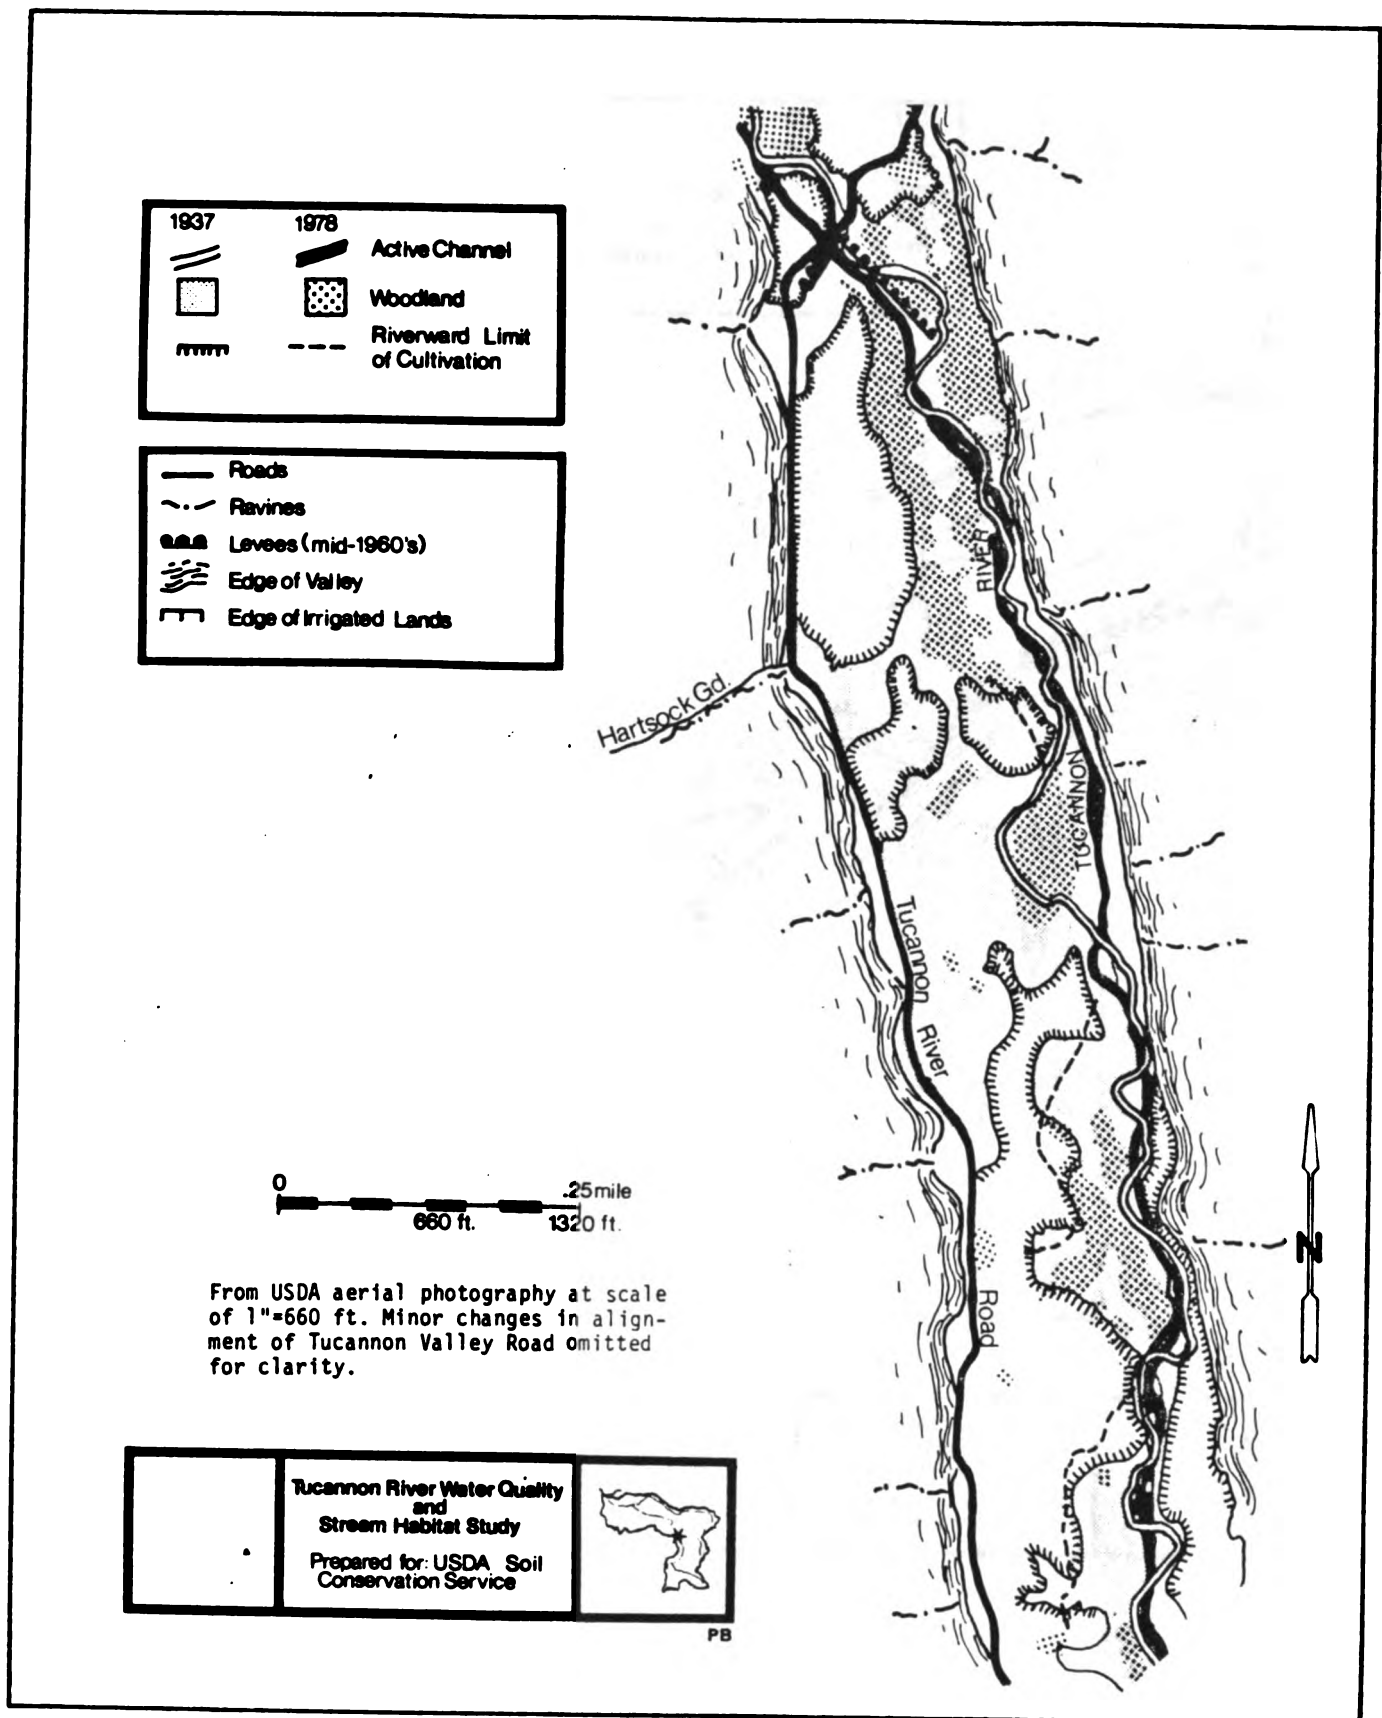 1937 1978
Active Channel
Woodland
Riverward Limit
of Cultivation
Roads
Ravines
Levees (mid-1960's)
Edge of Valley
Edge of Irrigated Lands
RIVER
Hartsock Gd.
TUCANNON
Tucannon
River
Road
0 .25 mile
660 ft. 1320 ft.
N
From USDA aerial photography at scale
of 1"=660 ft. Minor changes in align-
ment of Tucannon Valley Road omitted
for clarity.
Tucannon River Water Quality
and
Stream Habitat Study
Prepared for: USDA Soil
Conservation Service
PB